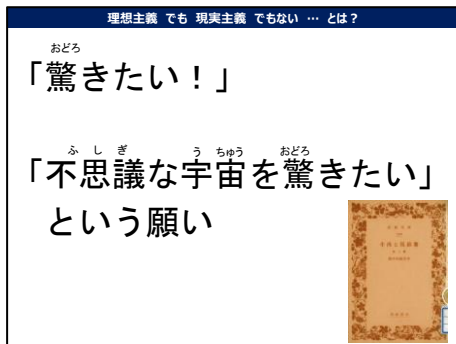 理想主義 でも 現実主義 でもない … とは？
おどろ
「驚きたい！」
ふしぎ うちゅう おどろ
「不思議な宇宙を驚きたい」
という願い